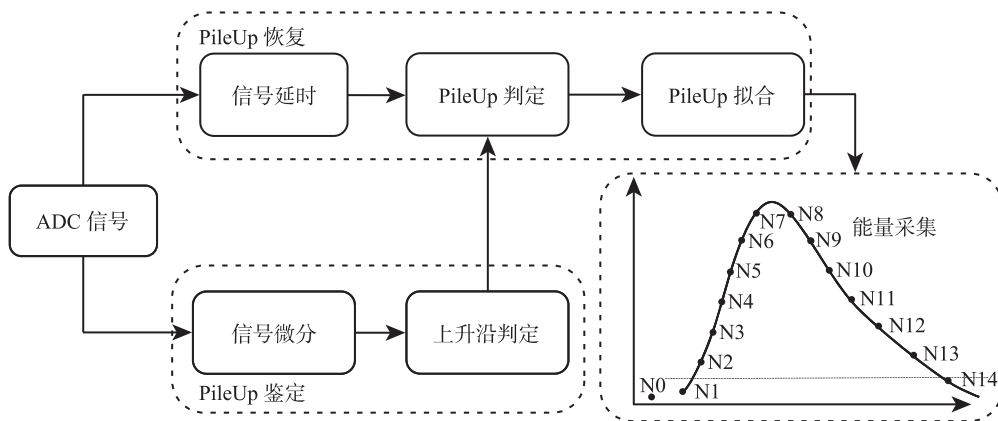 PileUp 恢复
信号延时
PileUp 判定
PileUp 拟合
ADC 信号
信号微分
上升沿判定
PileUp 鉴定
能量采集
N0
N1
N2
N3
N4
N5
N6
N7
N8
N9
N10
N11
N12
N13
N14